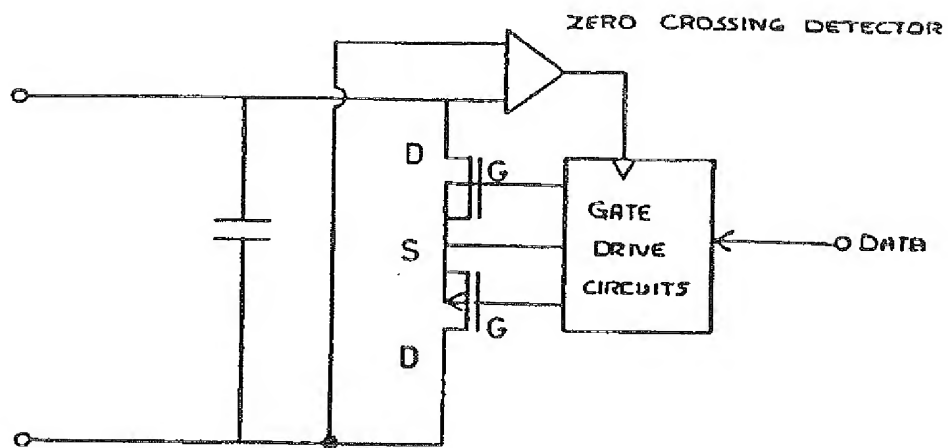 ZERO CROSSING DETECTOR
D
G
GATE
S
DRIVE
DATA
CIRCUITS
G
D